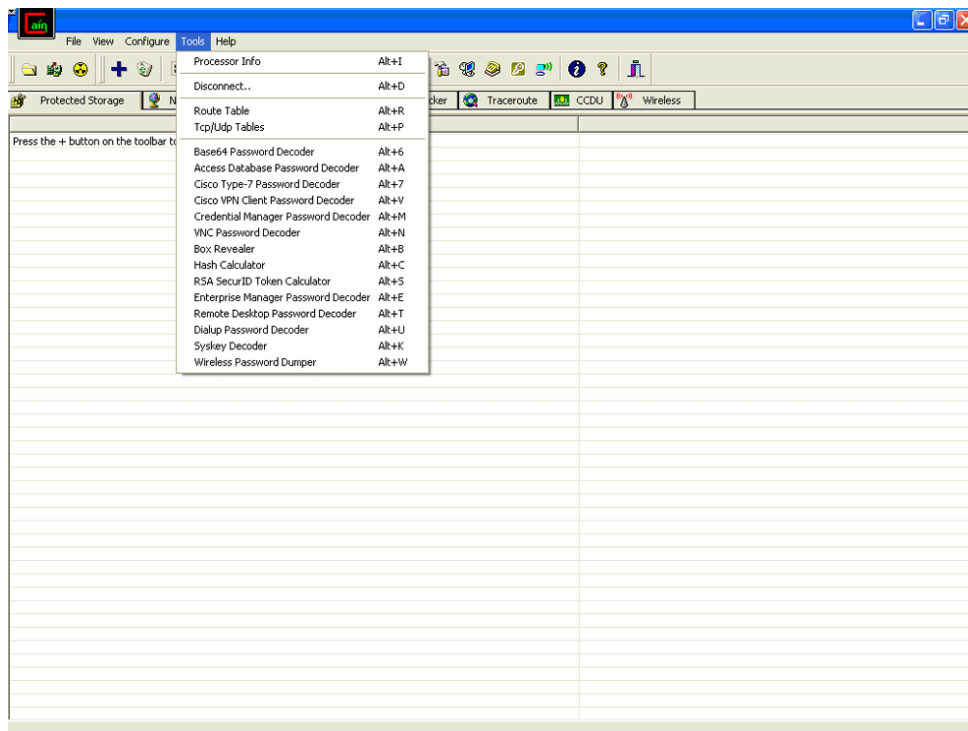 Cain
File View Configure Tools Help
Processor Info Alt+I
Disconnect.. Alt+D
Route Table Alt+R
Tcp/Udp Tables Alt+P
Base64 Password Decoder Alt+6
Access Database Password Decoder Alt+A
Cisco Type-7 Password Decoder Alt+7
Cisco VPN Client Password Decoder Alt+V
Credential Manager Password Decoder Alt+M
VNC Password Decoder Alt+N
Box Revealer Alt+B
Hash Calculator Alt+C
RSA SecurID Token Calculator Alt+S
Enterprise Manager Password Decoder Alt+E
Remote Desktop Password Decoder Alt+T
Dialup Password Decoder Alt+U
Syskey Decoder Alt+K
Wireless Password Dumper Alt+W
Protected Storage N cker Traceroute CCDU Wireless
Press the + button on the toolbar to